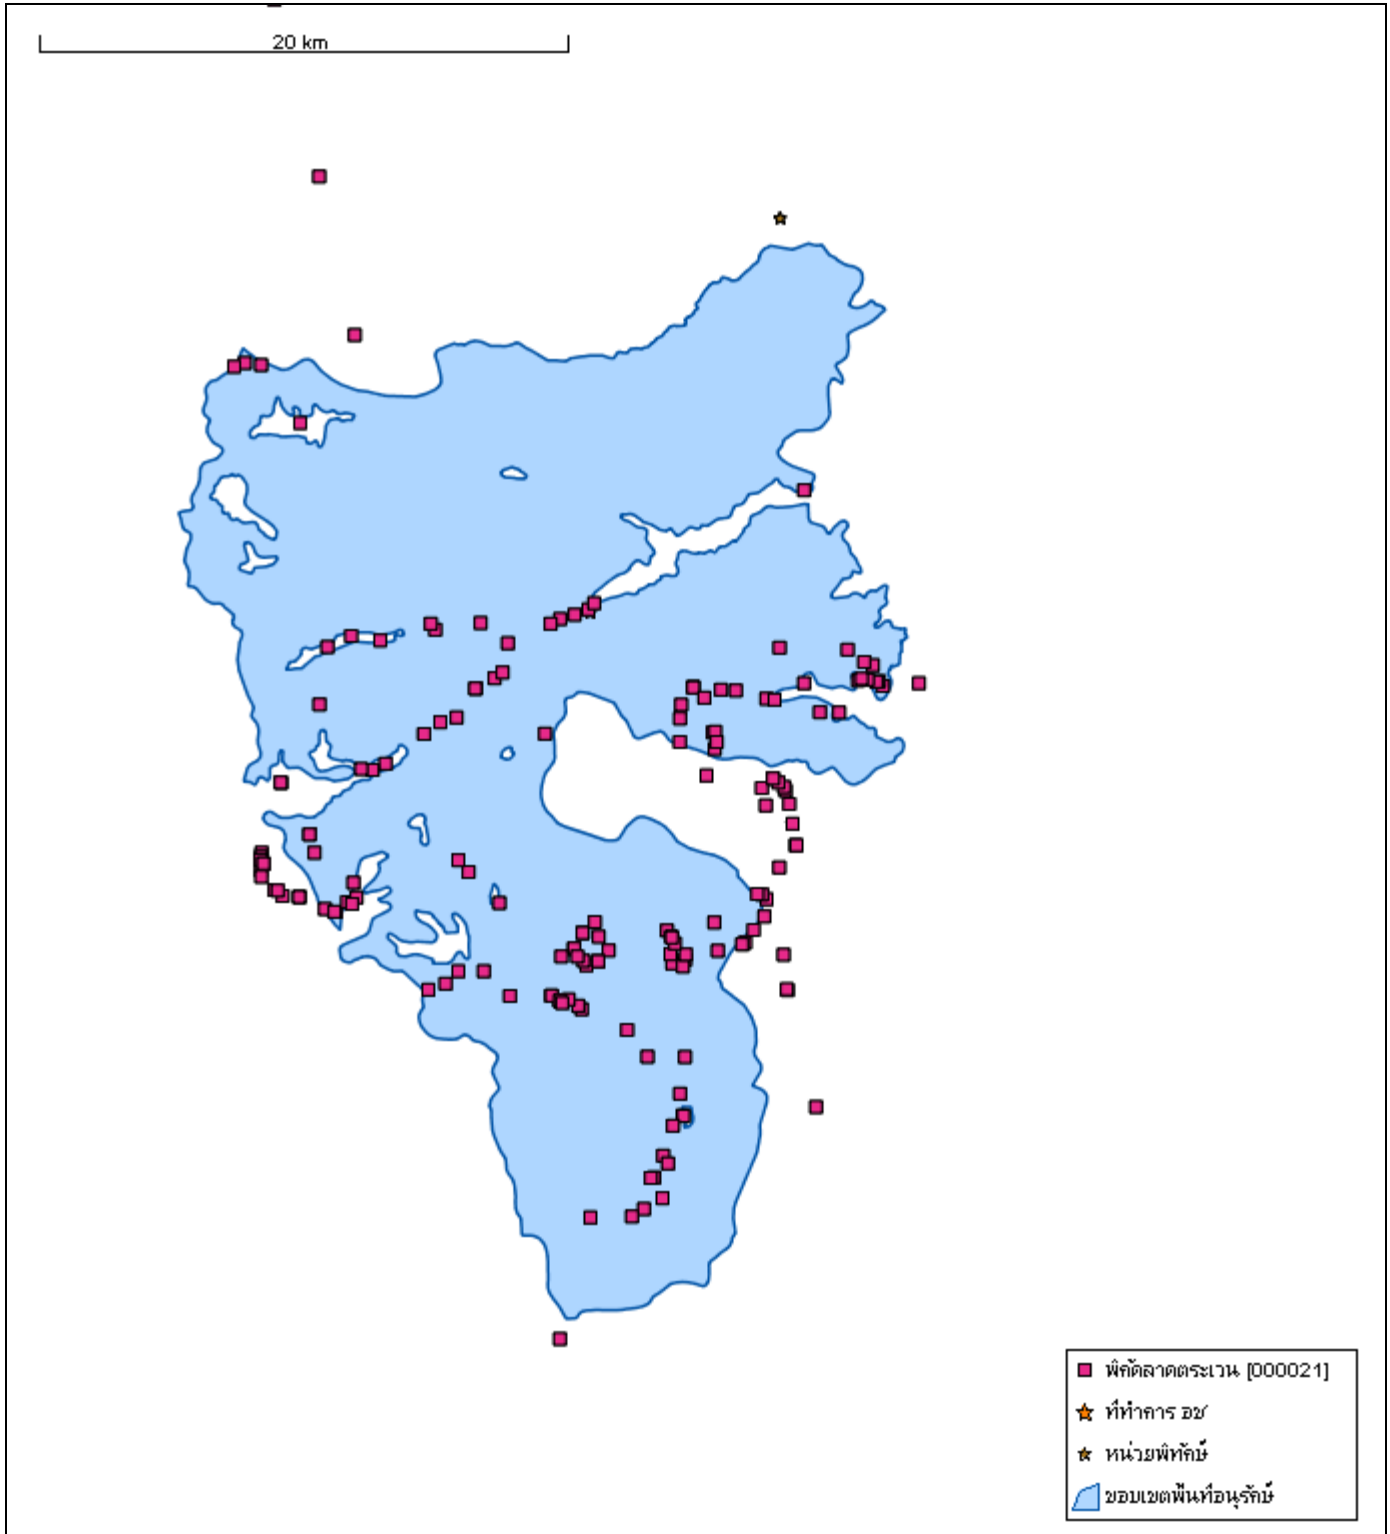 20 km
พิกัดลาดตระเวน [000021]
ที่ทำการ อช
หน่วยพิทักษ์
ขอบเขตพื้นที่อนุรักษ์